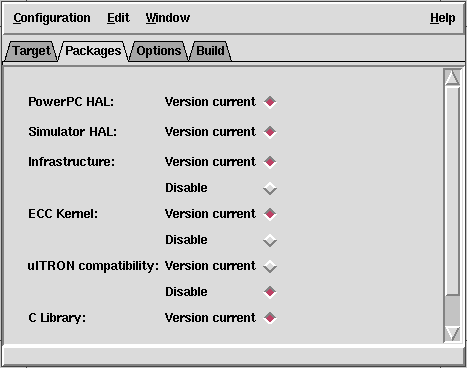 Configuration Edit Window Help
Target Packages Options Build
PowerPC HAL: Version current
Simulator HAL: Version current
Infrastructure: Version current
Disable
ECC Kernel: Version current
Disable
uITRON compatibility: Version current
Disable
C Library: Version current